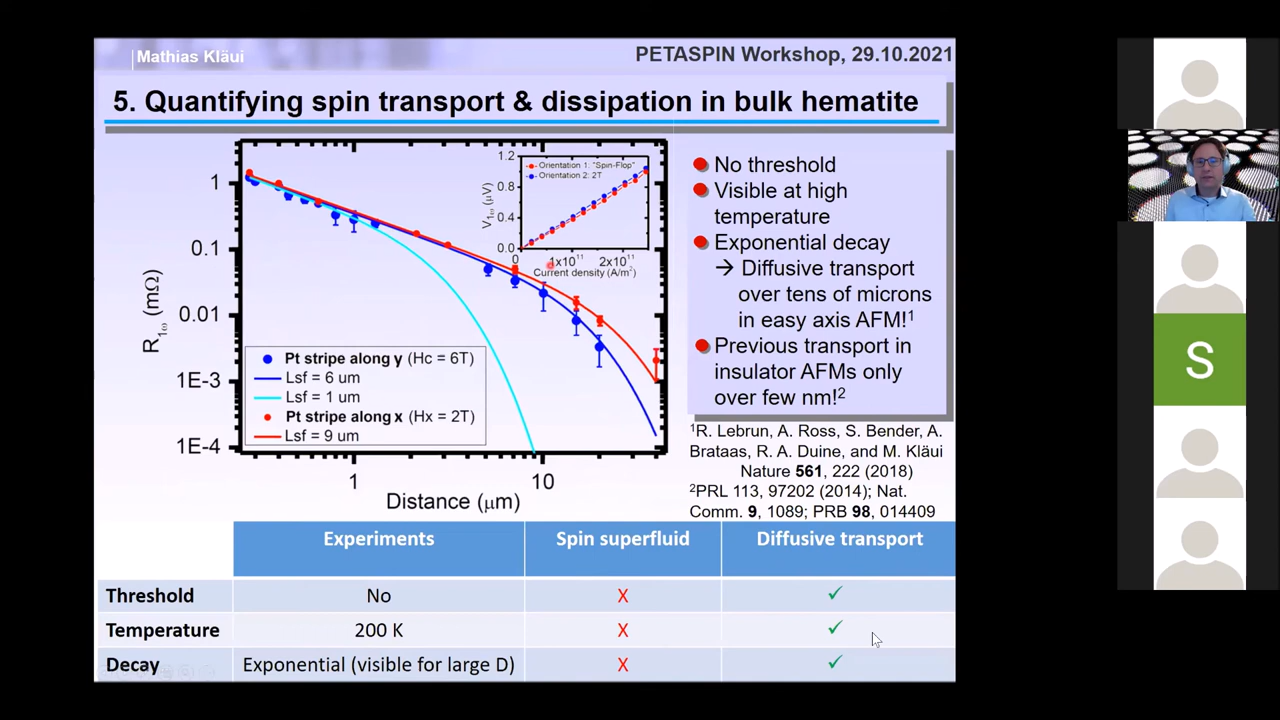 Mathias Kläui
PETASPIN Workshop, 29.10.2021
5. Quantifying spin transport & dissipation in bulk hematite
R1ω (mΩ)
1
0.1
0.01
1E-3
1E-4
1
10
Distance (μm)
Pt stripe along y (Hc = 6T)
Lsf = 6 um
Lsf = 1 um
Pt stripe along x (Hx = 2T)
Lsf = 9 um
V1ω (μV)
1.2
0.8
0.4
0.0
Orientation 1: "Spin-Flop"
Orientation 2: 2T
0
1x10¹¹
2x10¹¹
Current density (A/m²)
No threshold
Visible at high
temperature
Exponential decay
→ Diffusive transport
over tens of microns
in easy axis AFM!¹
Previous transport in
insulator AFMs only
over few nm!²
¹R. Lebrun, A. Ross, S. Bender, A.
Brataas, R. A. Duine, and M. Kläui
Nature 561, 222 (2018)
²PRL 113, 97202 (2014); Nat.
Comm. 9, 1089; PRB 98, 014409
Experiments Spin superfluid Diffusive transport
Threshold No X ✓
Temperature 200 K X ✓
Decay Exponential (visible for large D) X ✓
S